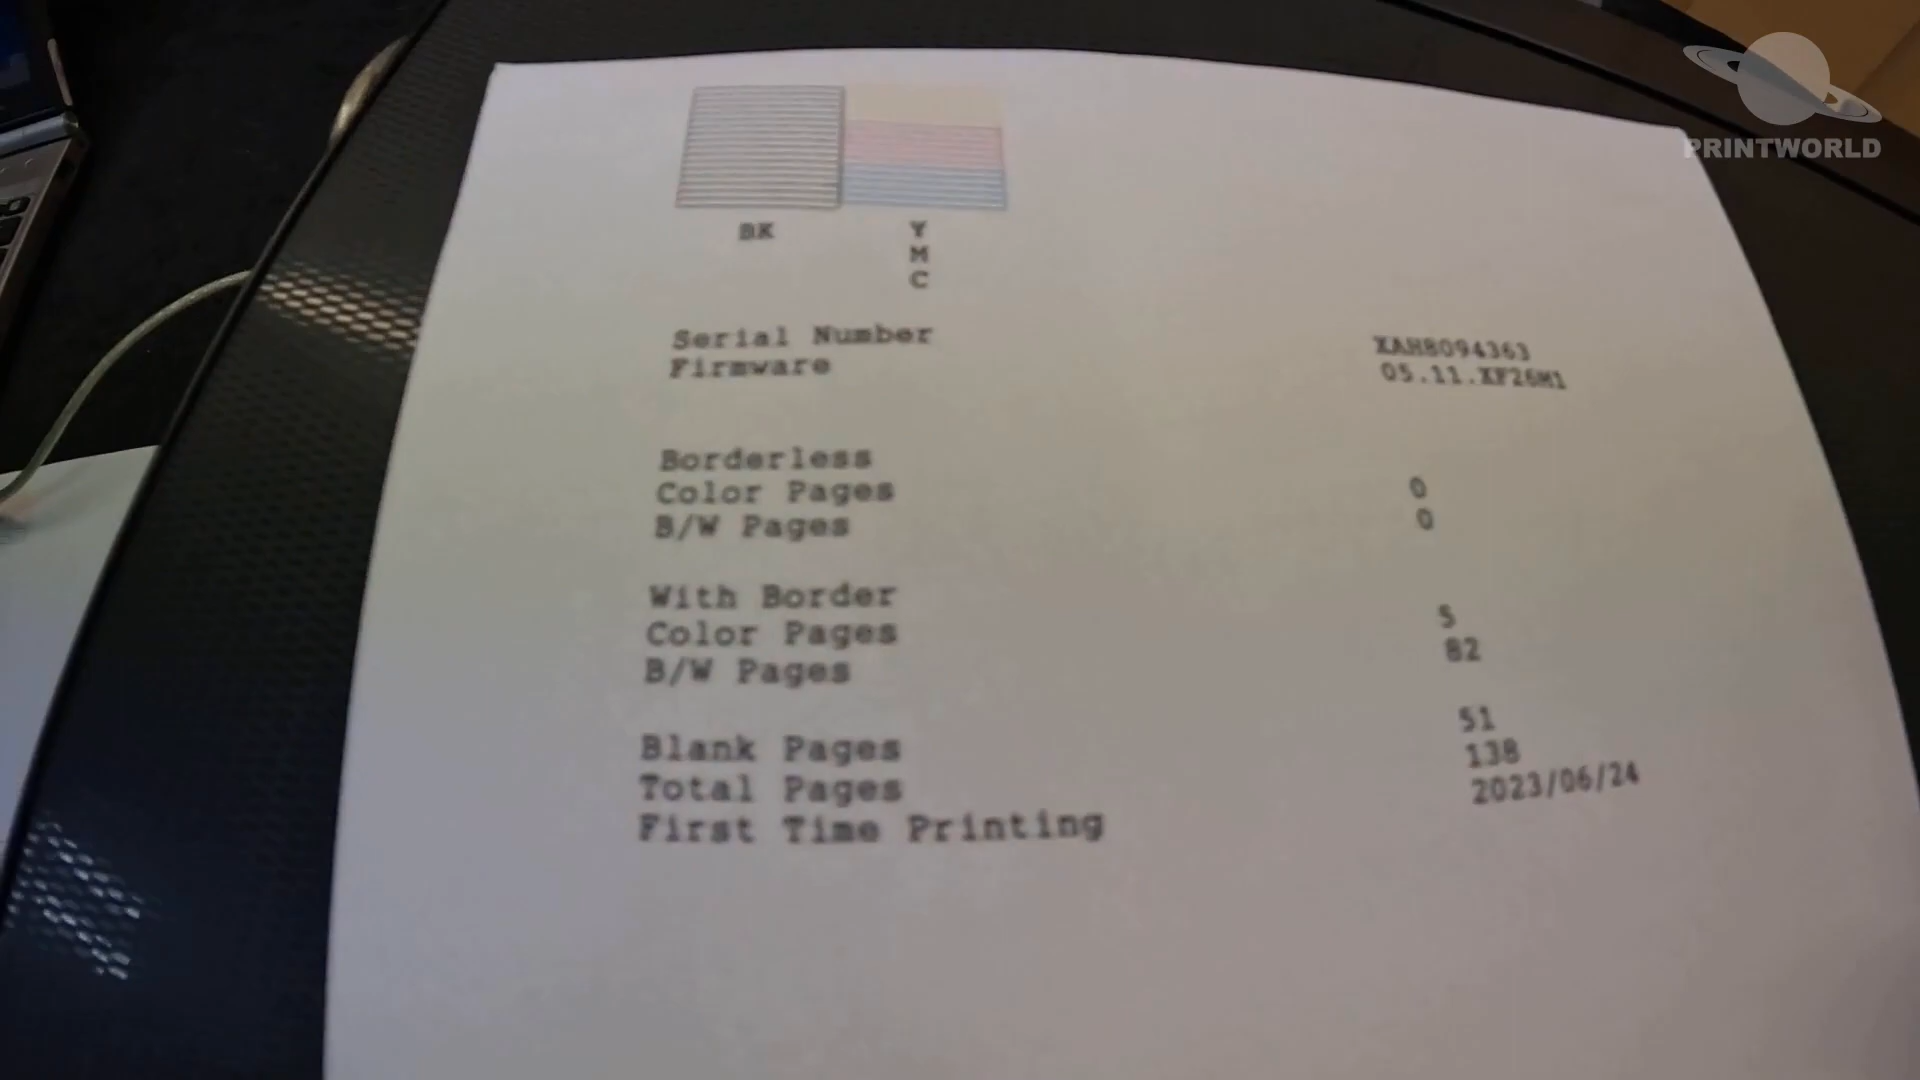 PRINTWORLD
BK
Y
M
C
Serial Number XAH8094363
Firmware 05.11.XF26M1
Borderless
Color Pages 0
B/W Pages 0
With Border
Color Pages 5
B/W Pages 82
Blank Pages 51
Total Pages 138
First Time Printing 2023/06/24